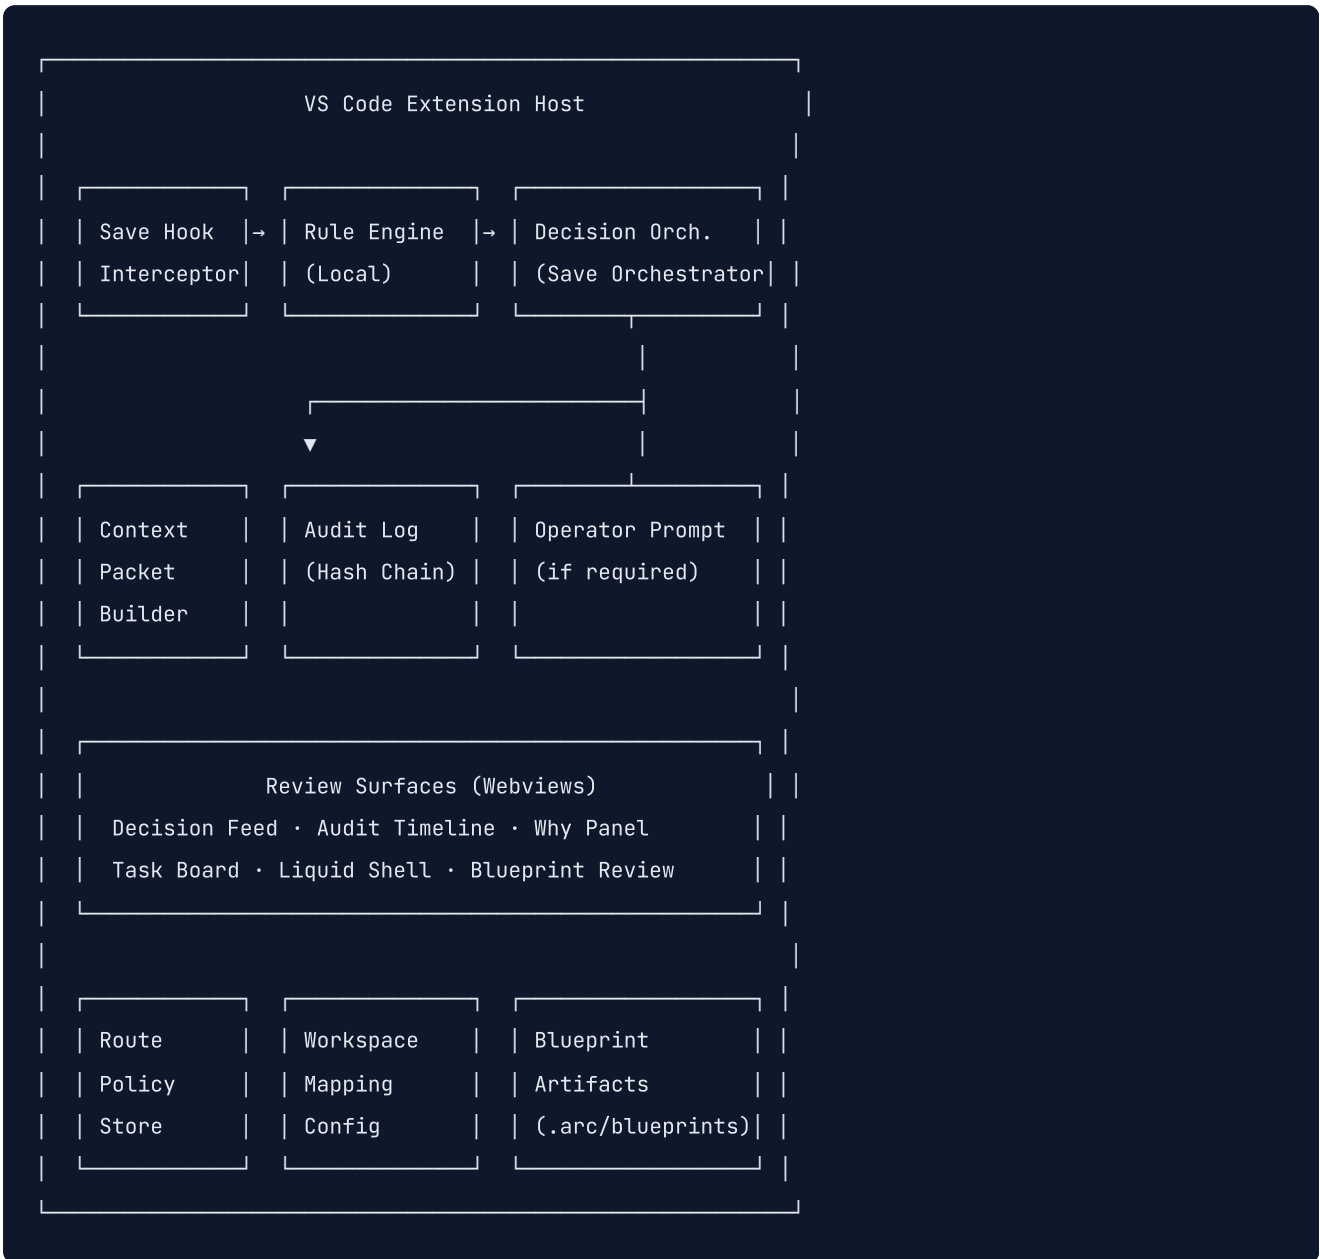 VS Code Extension Host
Save Hook → Rule Engine → Decision Orch.
Interceptor (Local) (Save Orchestrator
▼
Context Audit Log Operator Prompt
Packet (Hash Chain) (if required)
Builder
Review Surfaces (Webviews)
Decision Feed · Audit Timeline · Why Panel
Task Board · Liquid Shell · Blueprint Review
Route Workspace Blueprint
Policy Mapping Artifacts
Store Config (.arc/blueprints)